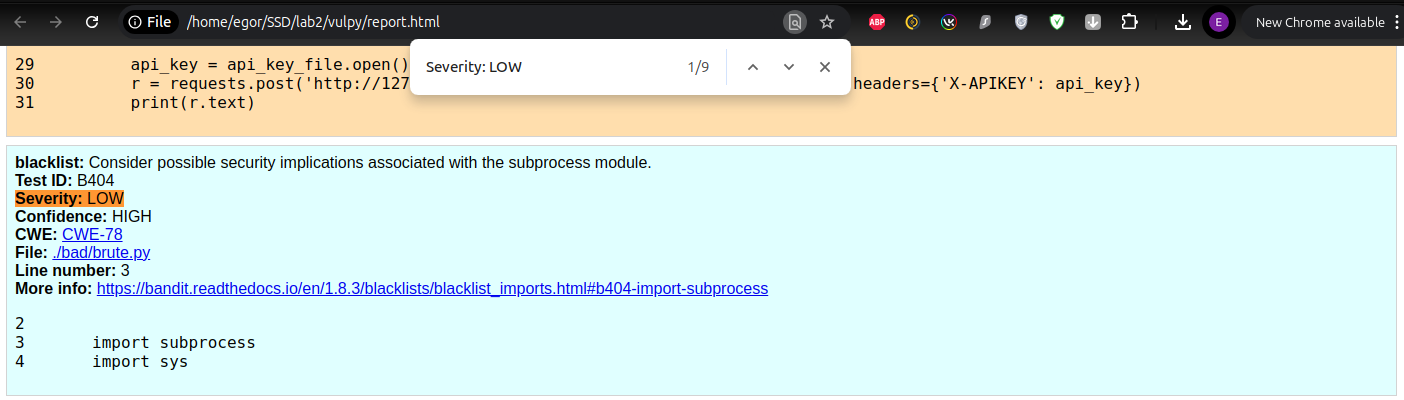 File /home/egor/SSD/lab2/vulpy/report.html ABP E New Chrome available
Severity: LOW 1/9
29 api_key = api_key_file.open()
30 r = requests.post('http://127 headers={'X-APIKEY': api_key})
31 print(r.text)
blacklist: Consider possible security implications associated with the subprocess module.
Test ID: B404
Severity: LOW
Confidence: HIGH
CWE: CWE-78
File: ./bad/brute.py
Line number: 3
More info: https://bandit.readthedocs.io/en/1.8.3/blacklists/blacklist_imports.html#b404-import-subprocess
2
3 import subprocess
4 import sys